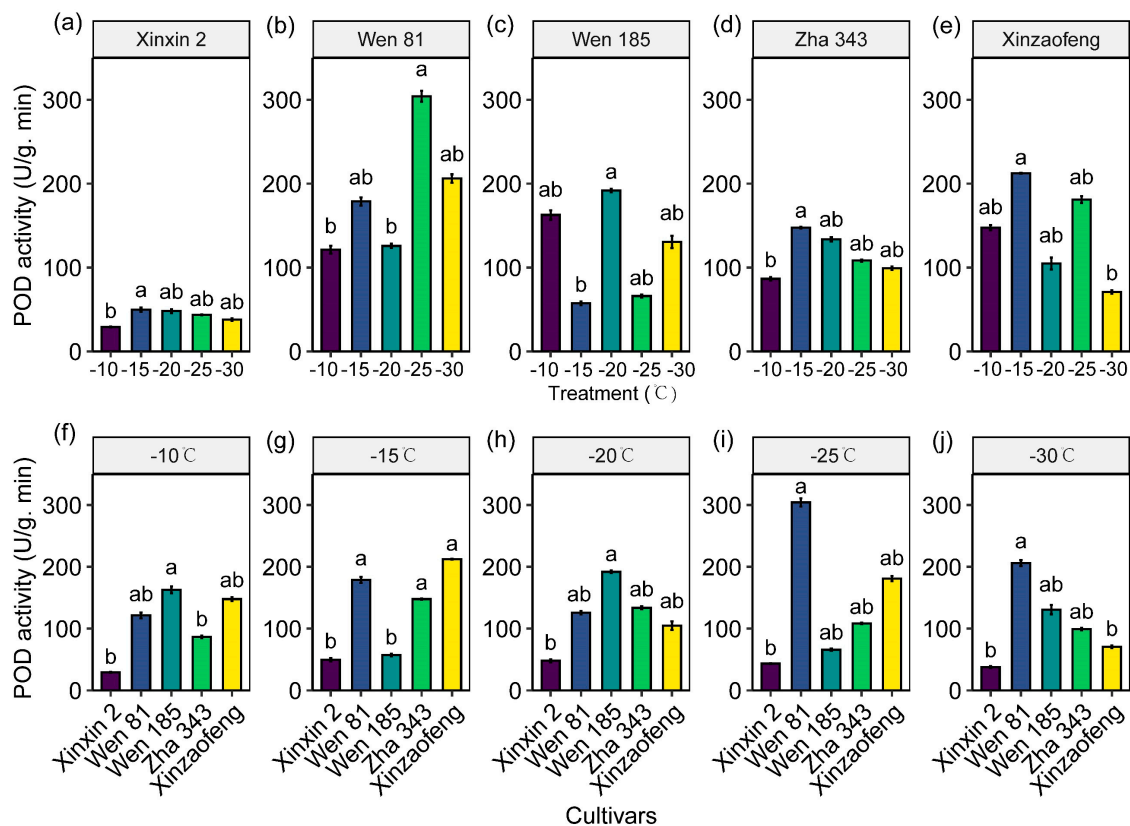 (a) Xinxin 2 (b) Wen 81 (c) Wen 185 (d) Zha 343 (e) Xinzaofeng
POD activity (U/g. min)
300 200 100 0
b a ab ab ab
-10 -15 -20 -25 -30
300 200 100 0
b ab b a ab
-10 -15 -20 -25 -30
300 200 100 0
ab b a ab ab
-10 -15 -20 -25 -30
300 200 100 0
b a ab ab ab
-10 -15 -20 -25 -30
300 200 100 0
ab a ab ab b
-10 -15 -20 -25 -30
Treatment (℃)
(f) -10℃ (g) -15℃ (h) -20℃ (i) -25℃ (j) -30℃
POD activity (U/g. min)
300 200 100 0
b ab a b ab
Xinxin 2 Wen 81 Wen 185 Zha 343 Xinzaofeng
300 200 100 0
b a b a a
Xinxin 2 Wen 81 Wen 185 Zha 343 Xinzaofeng
300 200 100 0
b ab a ab ab
Xinxin 2 Wen 81 Wen 185 Zha 343 Xinzaofeng
300 200 100 0
b a ab ab ab
Xinxin 2 Wen 81 Wen 185 Zha 343 Xinzaofeng
300 200 100 0
b a ab ab b
Xinxin 2 Wen 81 Wen 185 Zha 343 Xinzaofeng
Cultivars